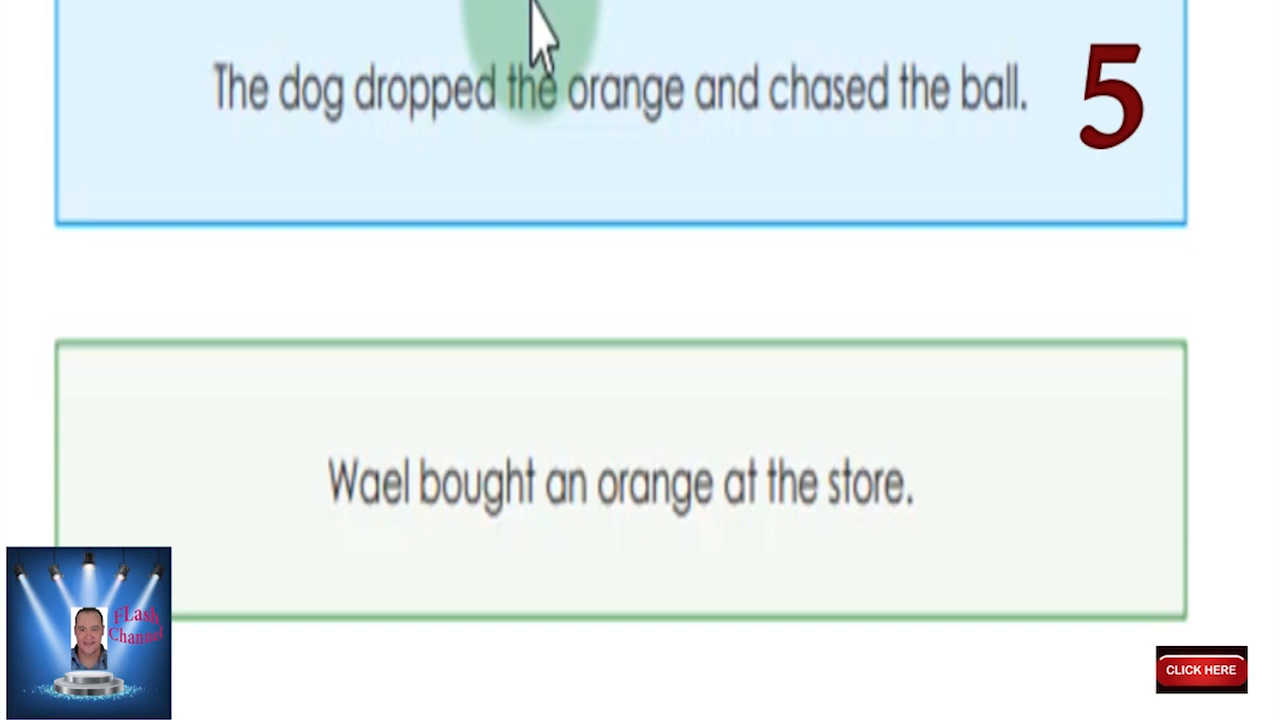 The dog dropped the orange and chased the ball.
5
Wael bought an orange at the store.
FLash
Channel
CLICK HERE